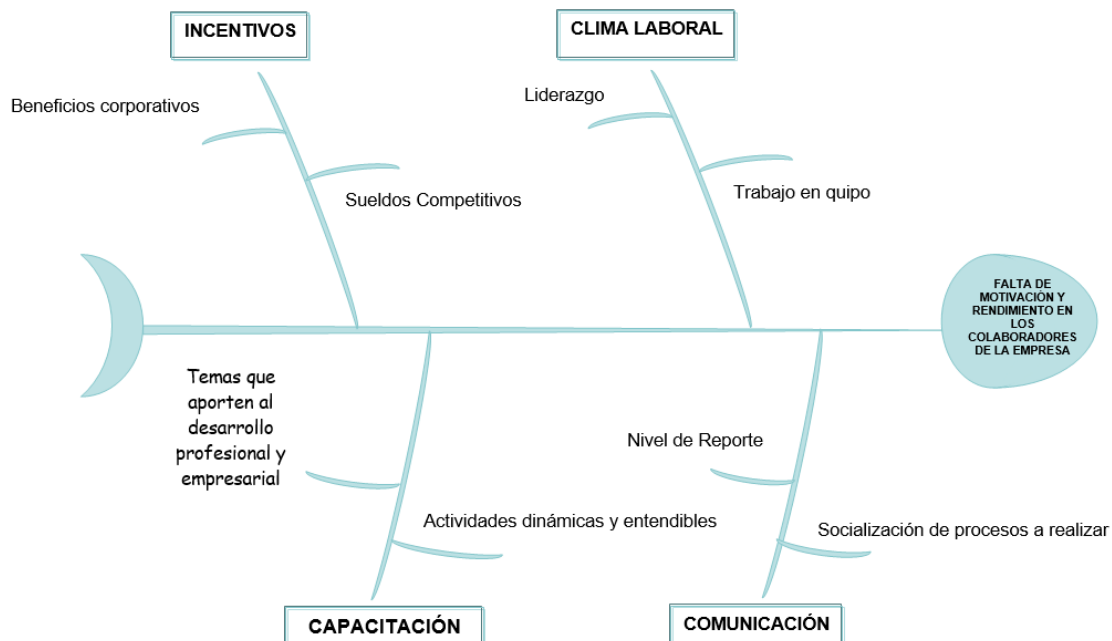 INCENTIVOS
CLIMA LABORAL
Beneficios corporativos
Liderazgo
Sueldos Competitivos
Trabajo en quipo
FALTA DE
MOTIVACIÓN Y
RENDIMIENTO EN
LOS
COLABORADORES
DE LA EMPRESA
Temas que
aporten al
desarrollo
profesional y
empresarial
Nivel de Reporte
Actividades dinámicas y entendibles
Socialización de procesos a realizar
CAPACITACIÓN
COMUNICACIÓN